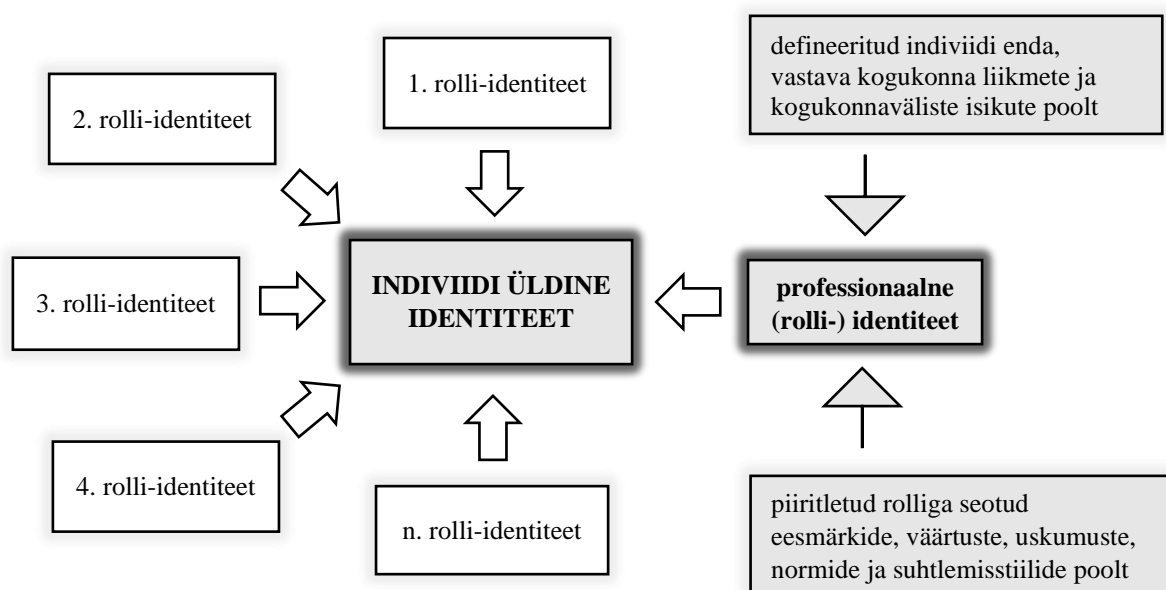 1. rolli-identiteet
2. rolli-identiteet
3. rolli-identiteet
4. rolli-identiteet
n. rolli-identiteet
INDIVIIDI ÜLDINE
IDENTITEET
defineeritud indiviidi enda,
vastava kogukonna liikmete ja
kogukonnaväliste isikute poolt
professionaalne
(rolli-) identiteet
piiritletud rolliga seotud
eesmärkide, väärtuste, uskumuste,
normide ja suhtlemisstiilide poolt